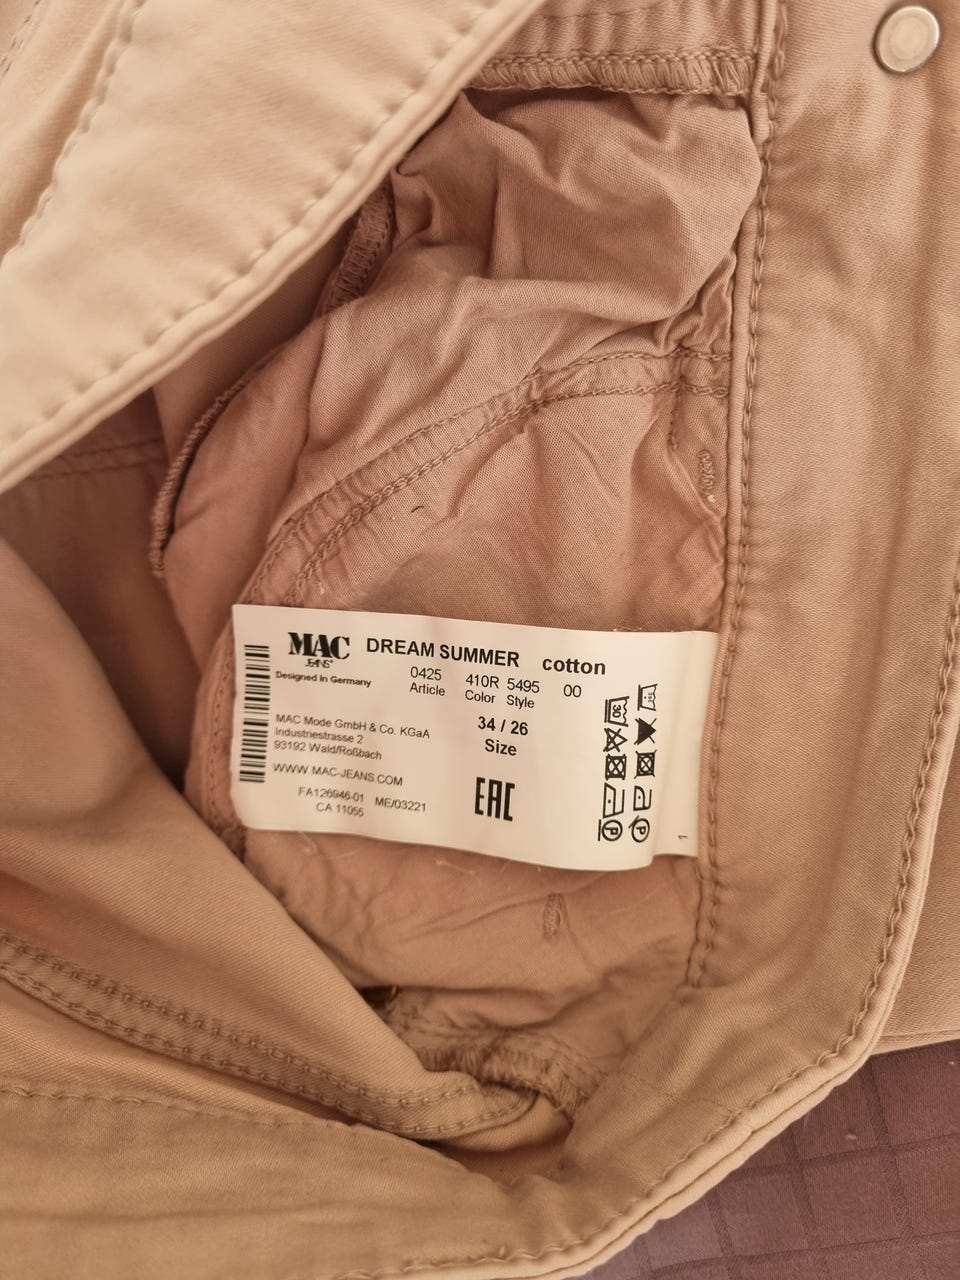 MAC
JEANS
Designed in Germany
DREAM SUMMER cotton
0425 410R 5495 00
Article Color Style
34 / 26
Size
MAC Mode GmbH & Co. KGaA
Industriestrasse 2
93192 Wald/Roßbach
WWW.MAC-JEANS.COM
FA126946-01 ME/03221
CA 11055
EAC
30
P
P
1